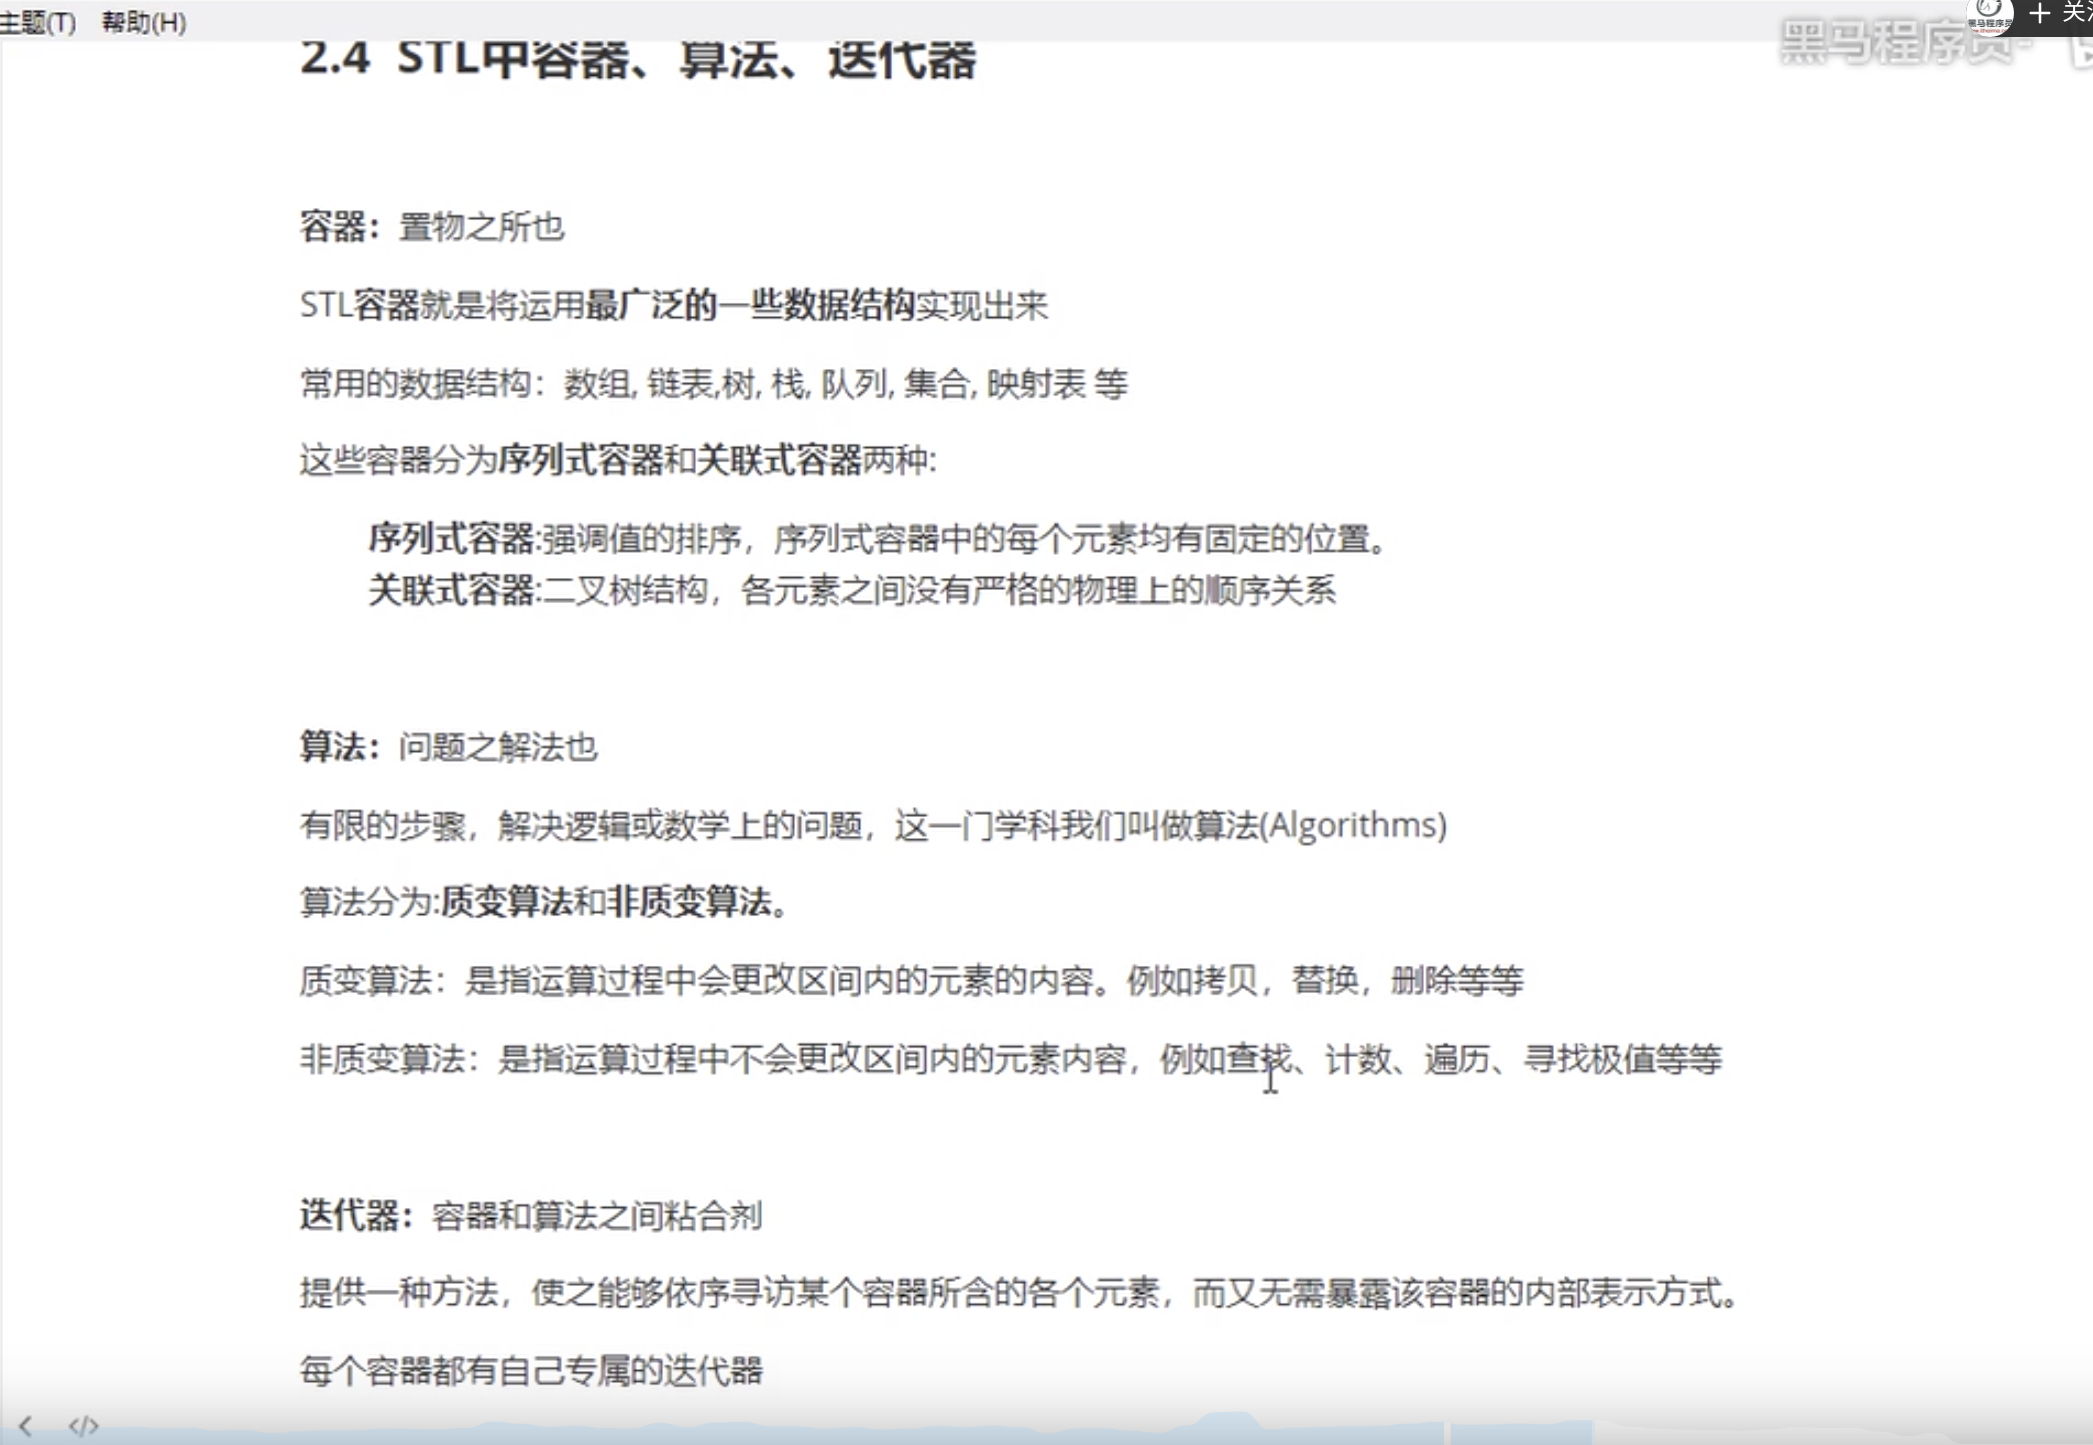 主题(T) 帮助(H)
关注
黑马程序员-
2.4 STL中容器、算法、迭代器
容器：置物之所也
STL容器就是将运用最广泛的一些数据结构实现出来
常用的数据结构：数组, 链表,树, 栈, 队列, 集合, 映射表 等
这些容器分为序列式容器和关联式容器两种:
序列式容器:强调值的排序，序列式容器中的每个元素均有固定的位置。
关联式容器:二叉树结构，各元素之间没有严格的物理上的顺序关系
算法：问题之解法也
有限的步骤，解决逻辑或数学上的问题，这一门学科我们叫做算法(Algorithms)
算法分为:质变算法和非质变算法。
质变算法：是指运算过程中会更改区间内的元素的内容。例如拷贝，替换，删除等等
非质变算法：是指运算过程中不会更改区间内的元素内容，例如查找、计数、遍历、寻找极值等等
迭代器：容器和算法之间粘合剂
提供一种方法，使之能够依序寻访某个容器所含的各个元素，而又无需暴露该容器的内部表示方式。
每个容器都有自己专属的迭代器